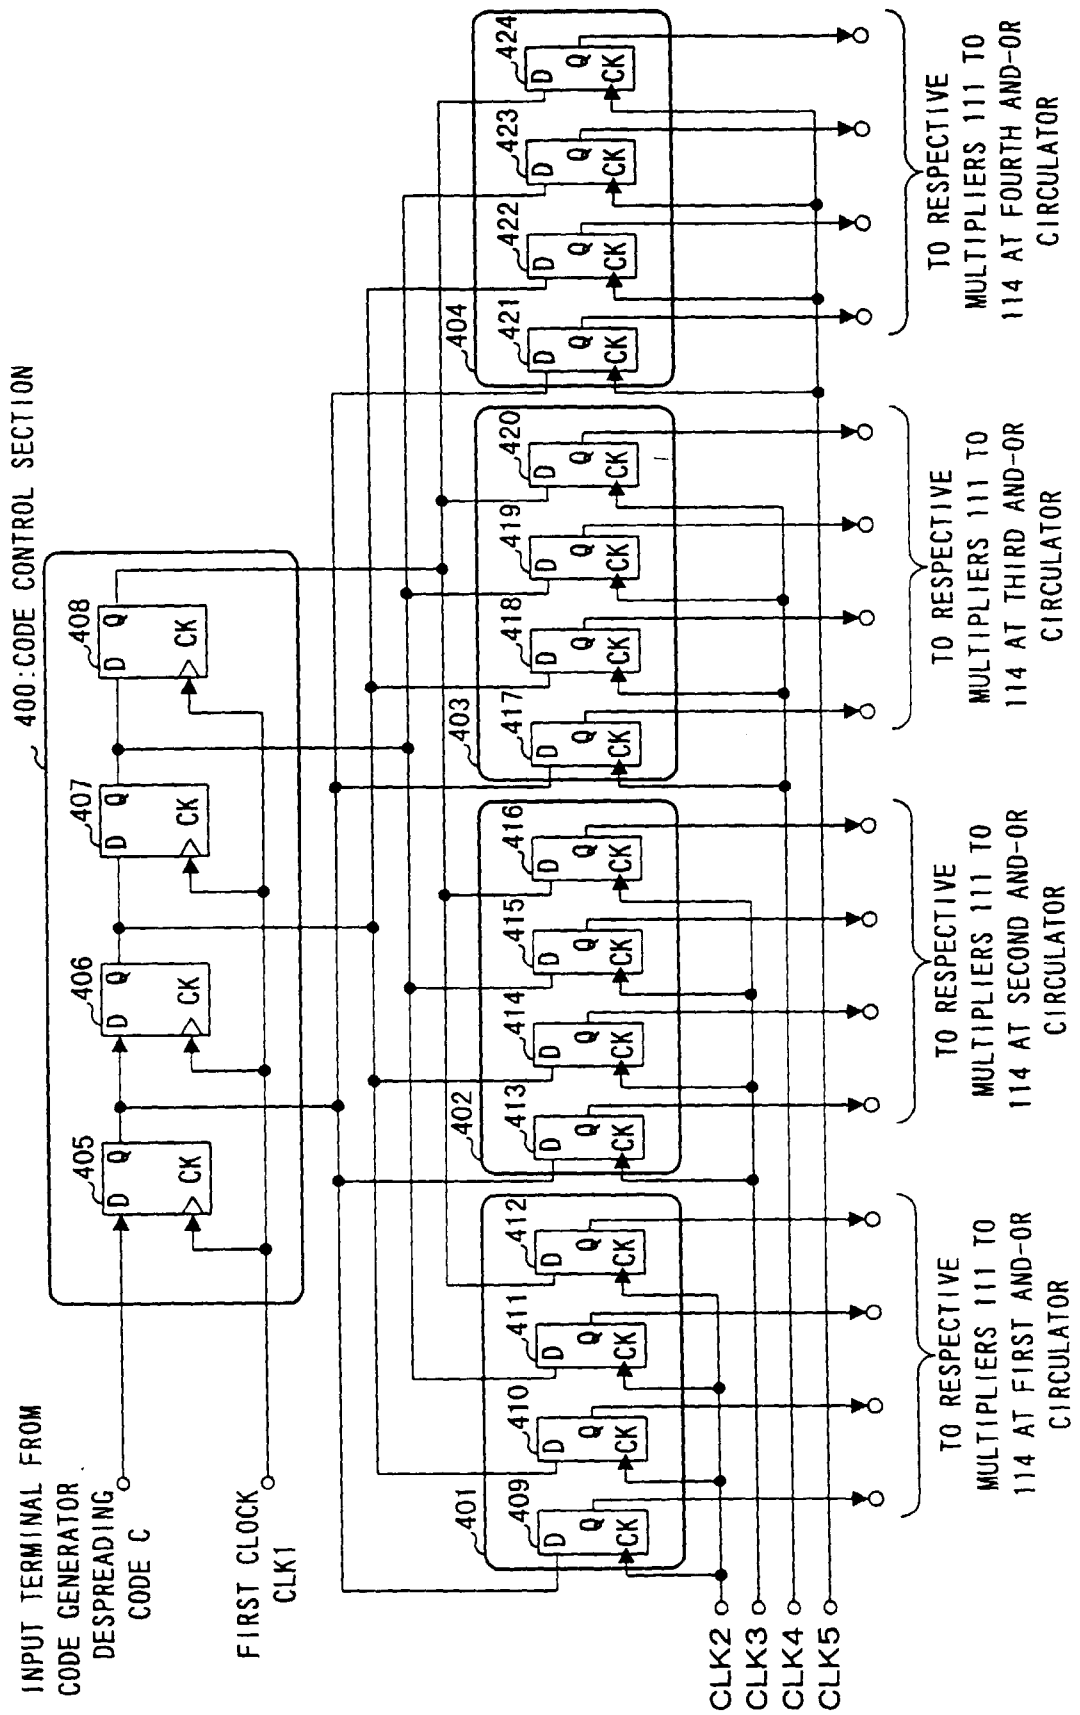 400:CODE CONTROL SECTION
INPUT TERMINAL FROM
CODE GENERATOR
DESPREADING
CODE C
FIRST CLOCK
CLK1
405
D Q
CK
406
D Q
CK
407
D Q
CK
408
D Q
CK
401
409
D Q
CK
410
D Q
CK
411
D Q
CK
412
D Q
CK
402
413
D Q
CK
414
D Q
CK
415
D Q
CK
416
D Q
CK
403
417
D Q
CK
418
D Q
CK
419
D Q
CK
420
D Q
CK
404
421
D Q
CK
422
D Q
CK
423
D Q
CK
424
D Q
CK
CLK2
CLK3
CLK4
CLK5
TO RESPECTIVE
MULTIPLIERS 111 TO
114 AT FIRST AND-OR
CIRCULATOR
TO RESPECTIVE
MULTIPLIERS 111 TO
114 AT SECOND AND-OR
CIRCULATOR
TO RESPECTIVE
MULTIPLIERS 111 TO
114 AT THIRD AND-OR
CIRCULATOR
TO RESPECTIVE
MULTIPLIERS 111 TO
114 AT FOURTH AND-OR
CIRCULATOR